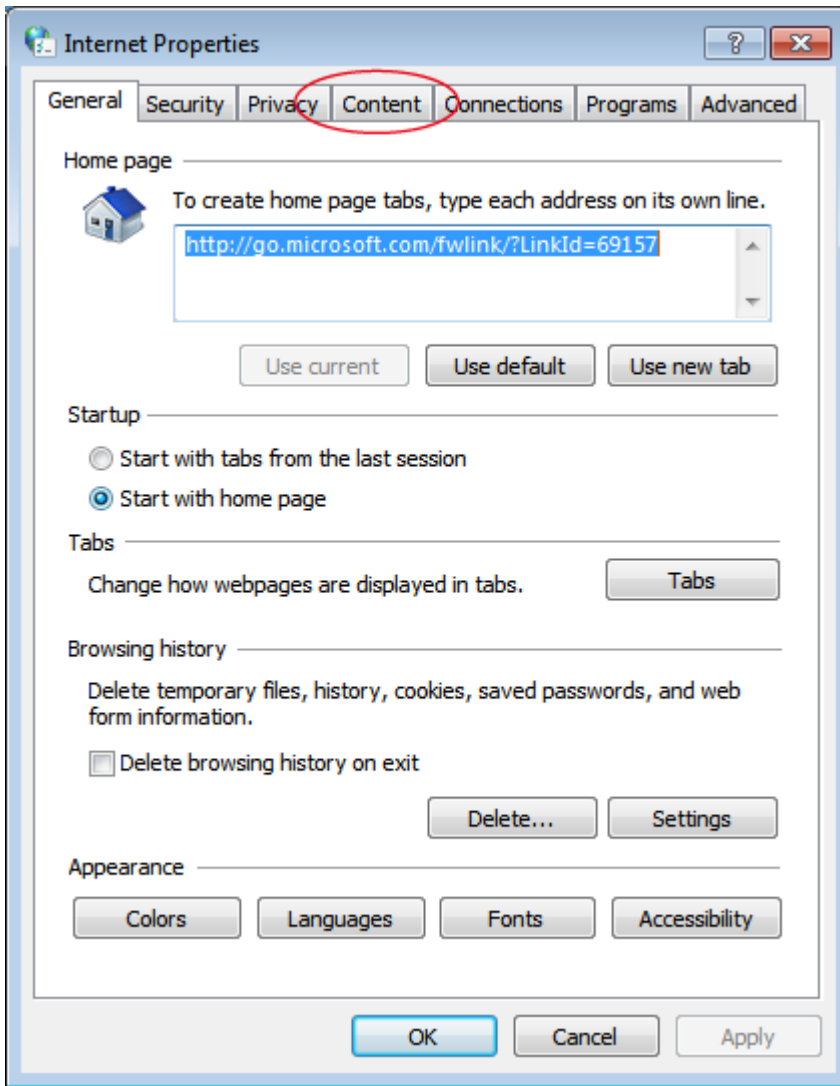 Internet Properties
General Security Privacy Content Connections Programs Advanced
Home page
To create home page tabs, type each address on its own line.
http://go.microsoft.com/fwlink/?LinkId=69157
Use current Use default Use new tab
Startup
Start with tabs from the last session
Start with home page
Tabs
Change how webpages are displayed in tabs. Tabs
Browsing history
Delete temporary files, history, cookies, saved passwords, and web
form information.
Delete browsing history on exit
Delete... Settings
Appearance
Colors Languages Fonts Accessibility
OK Cancel Apply